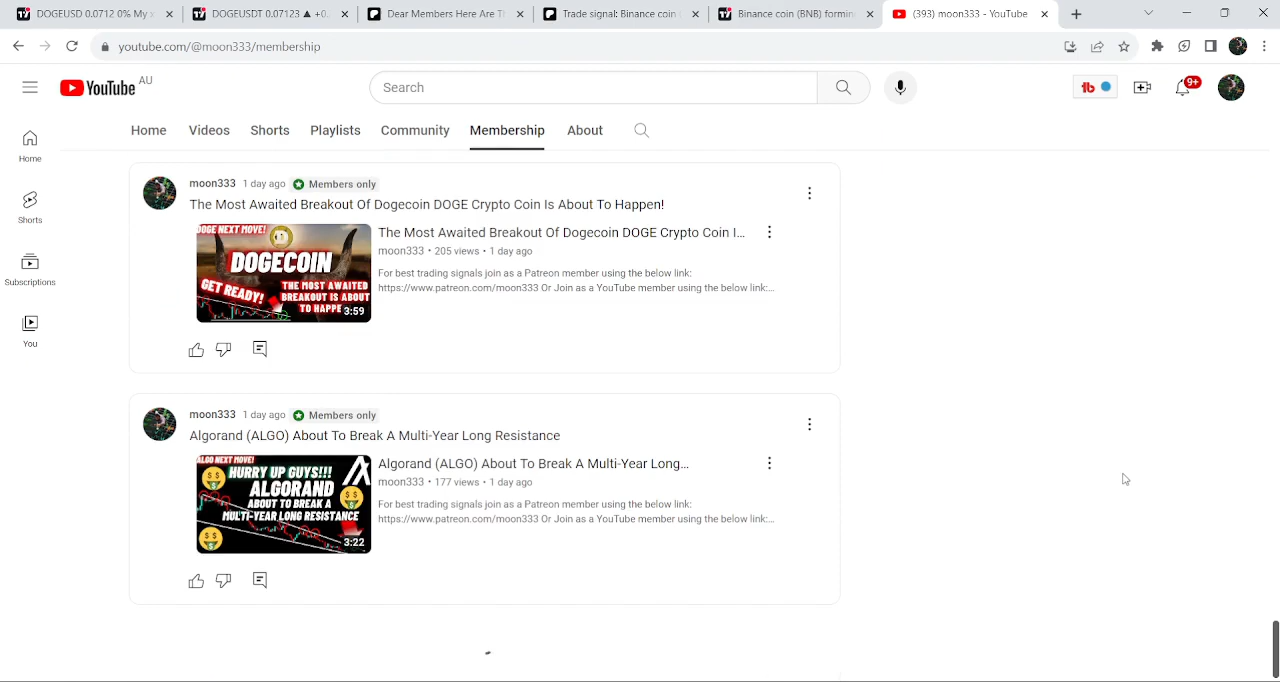 DOGEUSD 0.0712 0% My x
DOGEUSDT 0.07123 ▲ +0.
Dear Members Here Are Th
Trade signal: Binance coin (
Binance coin (BNB) formin
(393) moon333 - YouTube
youtube.com/@moon333/membership
YouTube AU
Search
9+
Home
Videos
Shorts
Playlists
Community
Membership
About
Home
Shorts
Subscriptions
You
moon333 1 day ago Members only
The Most Awaited Breakout Of Dogecoin DOGE Crypto Coin Is About To Happen!
DOGE NEXT MOVE!
DOGECOIN
GET READY!
THE MOST AWAITED
BREAKOUT IS ABOUT
TO HAPPE
3:59
The Most Awaited Breakout Of Dogecoin DOGE Crypto Coin I...
moon333 • 205 views • 1 day ago
For best trading signals join as a Patreon member using the below link:
https://www.patreon.com/moon333 Or Join as a YouTube member using the below link:...
moon333 1 day ago Members only
Algorand (ALGO) About To Break A Multi-Year Long Resistance
ALGO NEXT MOVE!
HURRY UP GUYS!!!
ALGORAND
ABOUT TO BREAK A
MULTI-YEAR LONG RESISTANCE
3:22
Algorand (ALGO) About To Break A Multi-Year Long...
moon333 • 177 views • 1 day ago
For best trading signals join as a Patreon member using the below link:
https://www.patreon.com/moon333 Or Join as a YouTube member using the below link:...